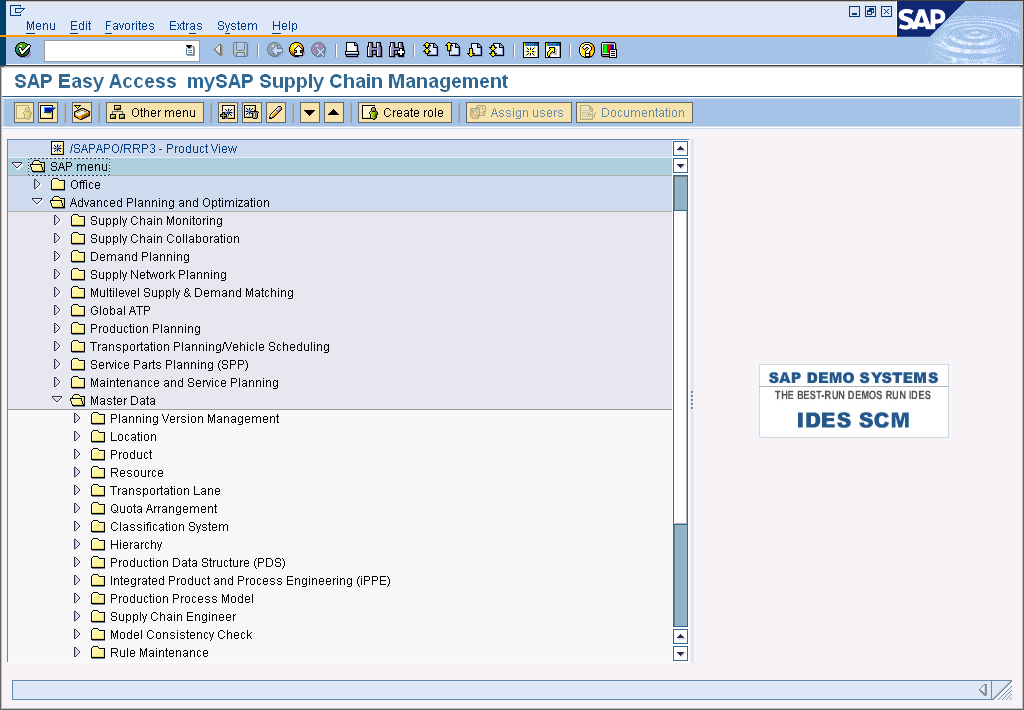 Menu Edit Favorites Extras System Help
SAP
SAP Easy Access mySAP Supply Chain Management
Other menu Create role Assign users Documentation
/SAPAPO/RRP3 - Product View
SAP menu
Office
Advanced Planning and Optimization
Supply Chain Monitoring
Supply Chain Collaboration
Demand Planning
Supply Network Planning
Multilevel Supply & Demand Matching
Global ATP
Production Planning
Transportation Planning/Vehicle Scheduling
Service Parts Planning (SPP)
Maintenance and Service Planning
Master Data
Planning Version Management
Location
Product
Resource
Transportation Lane
Quota Arrangement
Classification System
Hierarchy
Production Data Structure (PDS)
Integrated Product and Process Engineering (iPPE)
Production Process Model
Supply Chain Engineer
Model Consistency Check
Rule Maintenance
SAP DEMO SYSTEMS
THE BEST-RUN DEMOS RUN IDES
IDES SCM